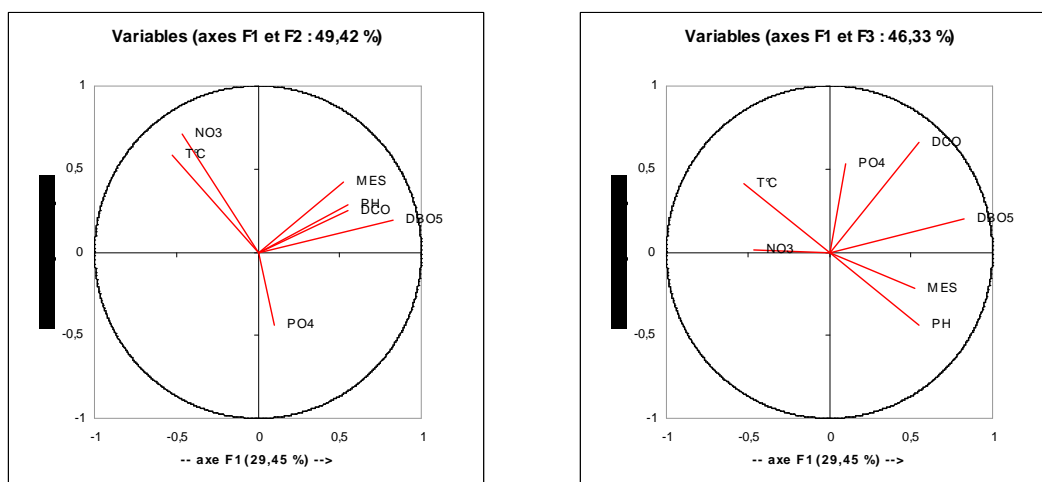 Variables (axes F1 et F2 : 49,42 %)
1
NO3
T°C
0,5
MES
PH
DCO
DBO5
0
PO4
-0,5
-1
-1
-0,5
0
0,5
1
-- axe F1 (29,45 %) -->
Variables (axes F1 et F3 : 46,33 %)
1
DCO
PO4
0,5
T°C
DBO5
NO3
0
MES
PH
-0,5
-1
-1
-0,5
0
0,5
1
-- axe F1 (29,45 %) -->